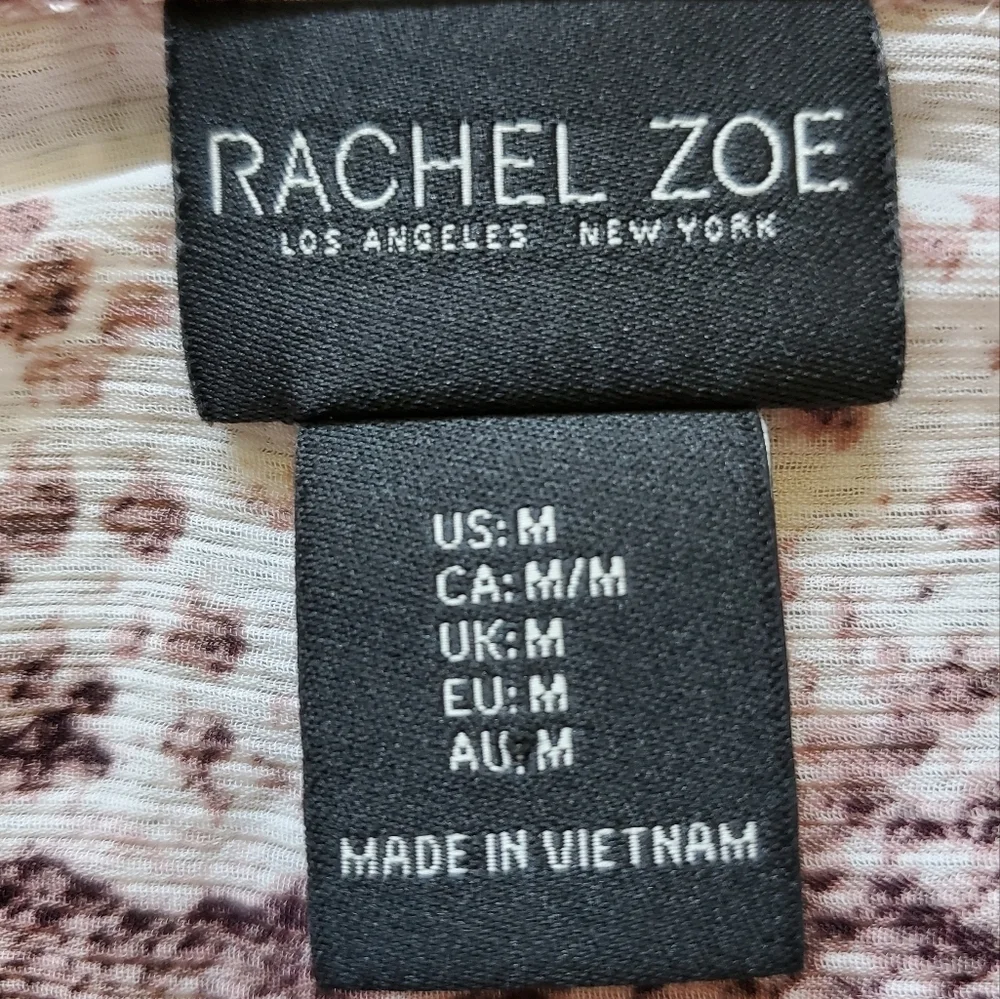 RACHEL ZOE
LOS ANGELES NEW YORK
US: M
CA: M/M
UK: M
EU: M
AU: M
MADE IN VIETNAM